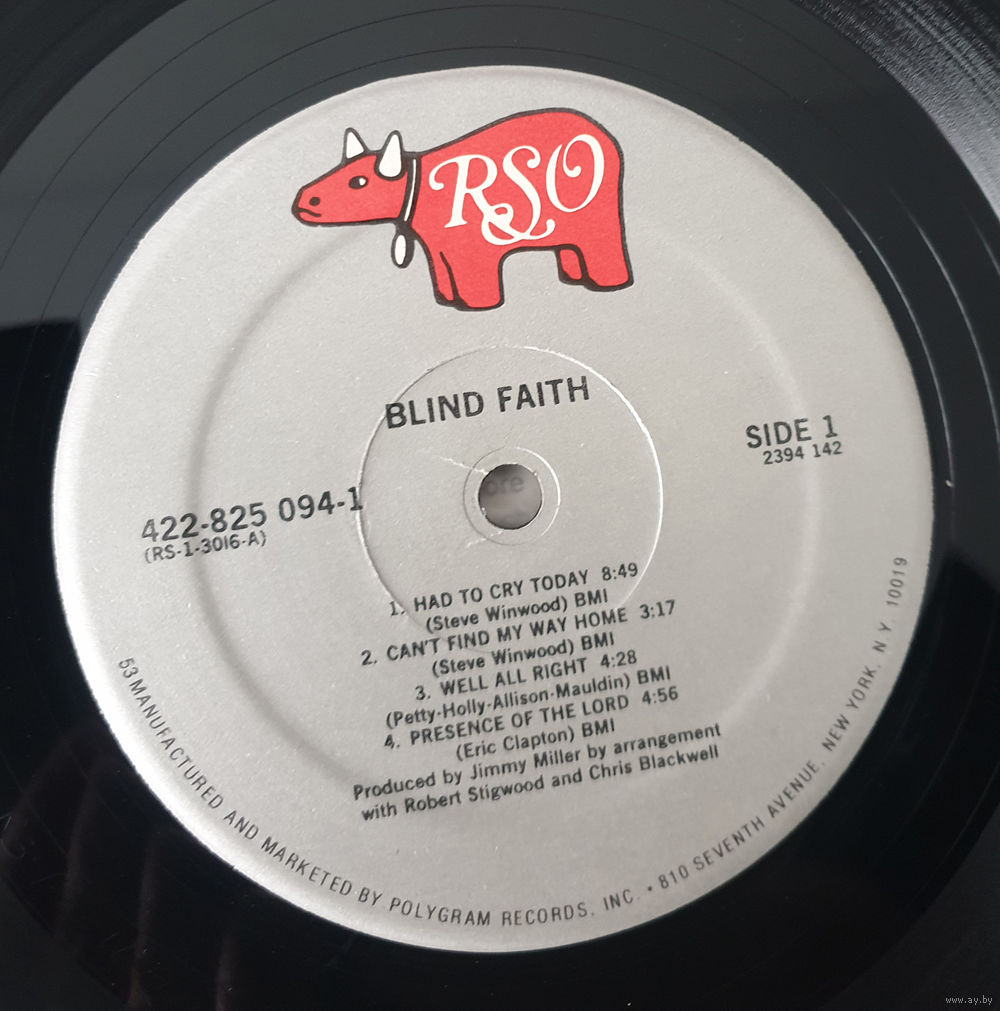 RSO
BLIND FAITH
SIDE 1
2394 142
422-825 094-1
(RS-1-3016-A)
1. HAD TO CRY TODAY 8:49
(Steve Winwood) BMI
2. CAN'T FIND MY WAY HOME 3:17
(Steve Winwood) BMI
3. WELL ALL RIGHT 4:28
(Petty-Holly-Allison-Mauldin) BMI
4. PRESENCE OF THE LORD 4:56
(Eric Clapton) BMI
Produced by Jimmy Miller by arrangement
with Robert Stigwood and Chris Blackwell
53 MANUFACTURED AND MARKETED BY POLYGRAM RECORDS, INC. • 810 SEVENTH AVENUE, NEW YORK, N.Y. 10019
www.ay.by